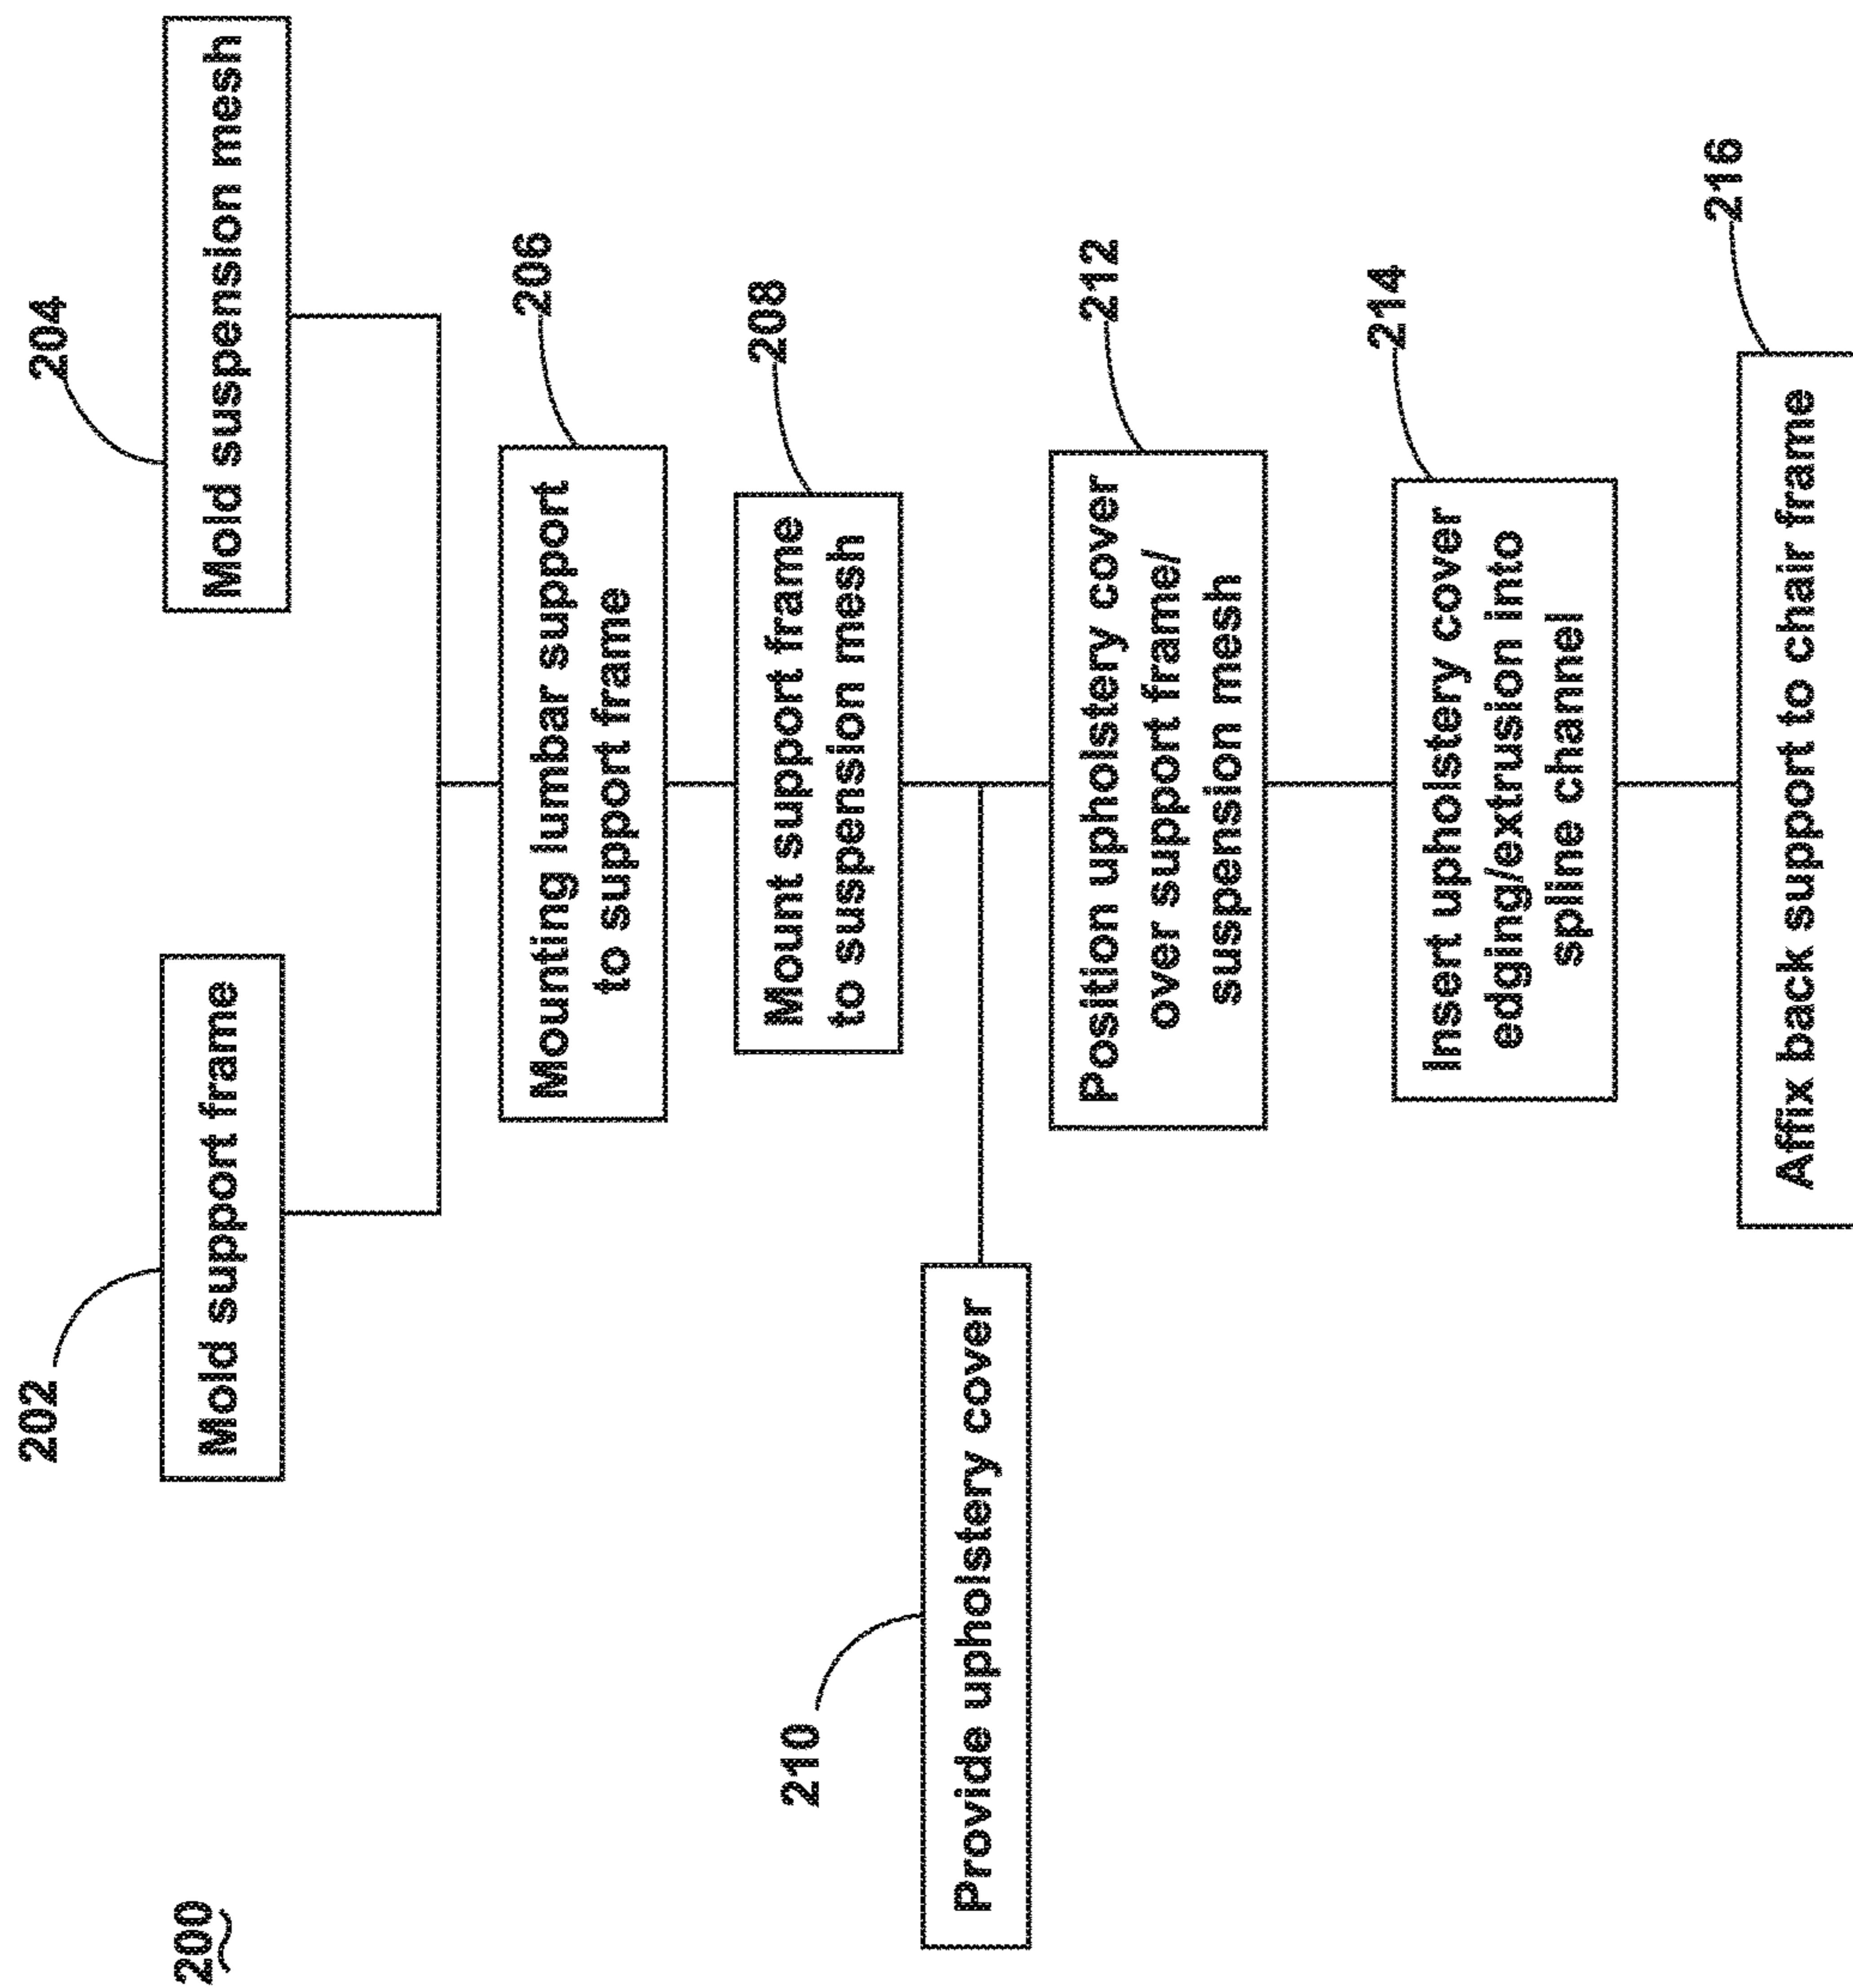 200
202
Mold support frame
204
Mold suspension mesh
206
Mounting lumbar support
to support frame
208
Mount support frame
to suspension mesh
210
Provide upholstery cover
212
Position upholstery cover
over support frame/
suspension mesh
214
Insert upholstery cover
edging/extrusion into
spline channel
216
Affix back support to chair frame